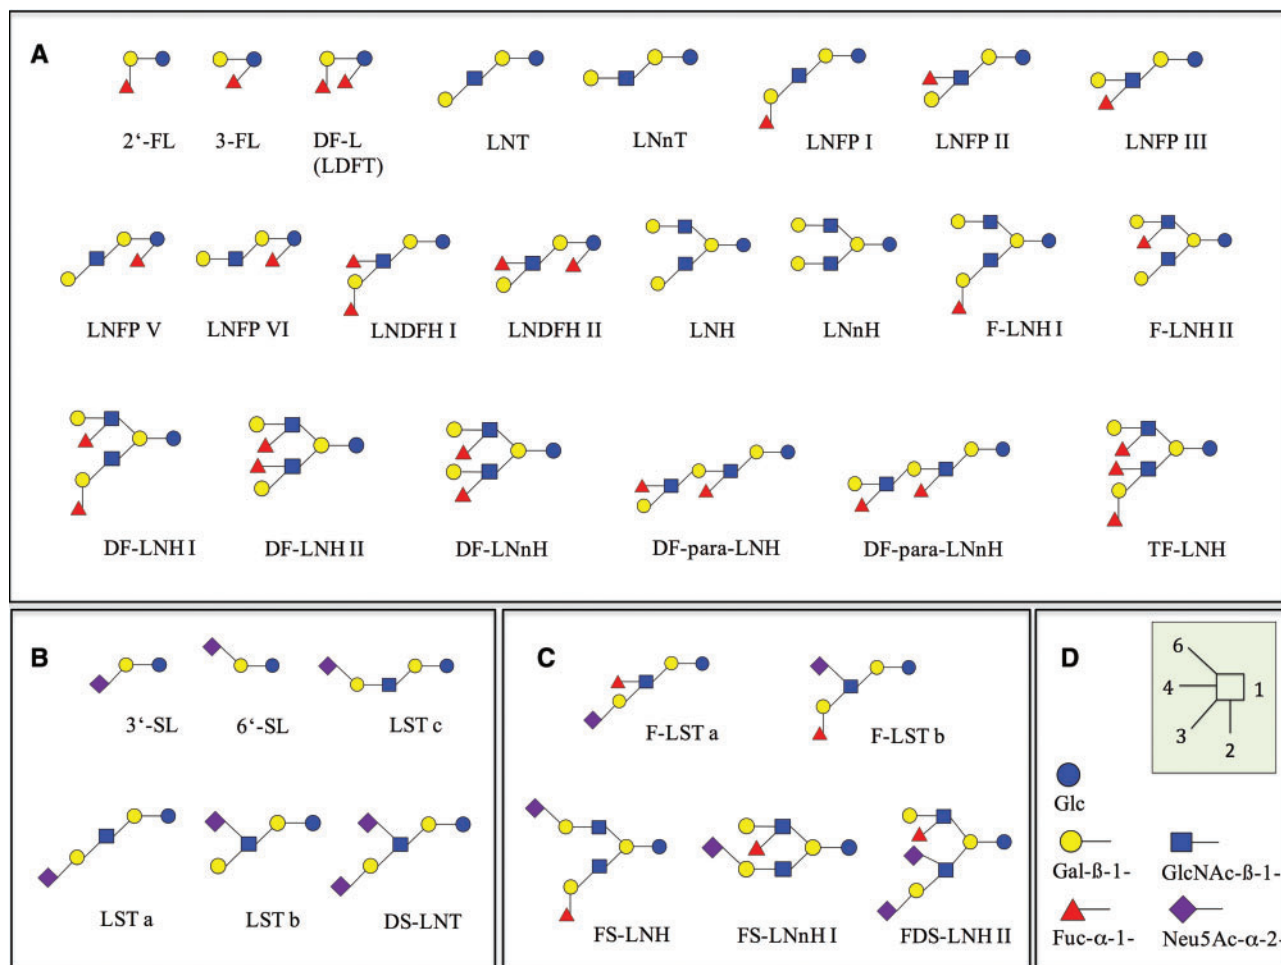 A
2‘-FL 3-FL DF-L LNT LNnT LNFP I LNFP II LNFP III
(LDFT)
LNFP V LNFP VI LNDFH I LNDFH II LNH LNnH F-LNH I F-LNH II
DF-LNH I DF-LNH II DF-LNnH DF-para-LNH DF-para-LNnH TF-LNH
B
3‘-SL 6‘-SL LST c
LST a LST b DS-LNT
C
F-LST a F-LST b
FS-LNH FS-LNnH I FDS-LNH II
D
6
4 1
3 2
Glc
Gal-ß-1- GlcNAc-ß-1-
Fuc-α-1- Neu5Ac-α-2-